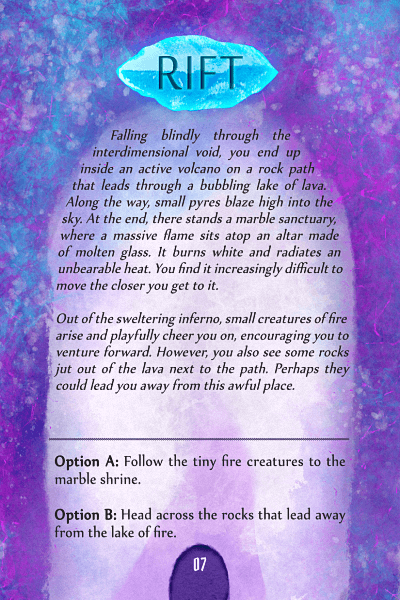 RIFT
Falling blindly through the
interdimensional void, you end up
inside an active volcano on a rock path
that leads through a bubbling lake of lava.
Along the way, small pyres blaze high into the
sky. At the end, there stands a marble sanctuary,
where a massive flame sits atop an altar made
of molten glass. It burns white and radiates an
unbearable heat. You find it increasingly difficult to
move the closer you get to it.
Out of the sweltering inferno, small creatures of fire
arise and playfully cheer you on, encouraging you to
venture forward. However, you also see some rocks
jut out of the lava next to the path. Perhaps they
could lead you away from this awful place.
Option A: Follow the tiny fire creatures to the
marble shrine.
Option B: Head across the rocks that lead away
from the lake of fire.
07